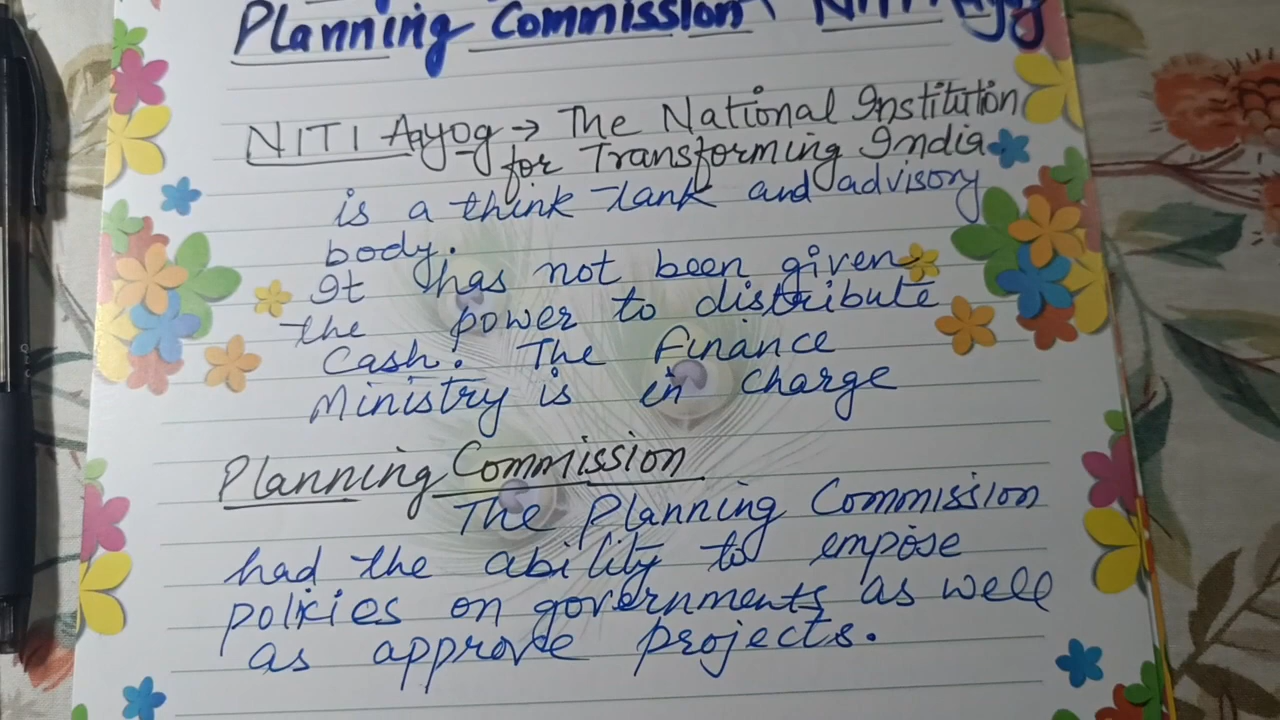 Planning Commission NITI Aayog
NITI Aayog → The National Institution
for Transforming India
is a think-tank and advisory
body.
It has not been given
the power to distribute
Cash. The Finance
Ministry is in charge
Planning Commission
The Planning Commission
had the ability to empose
policies on governments as well
as approve projects.